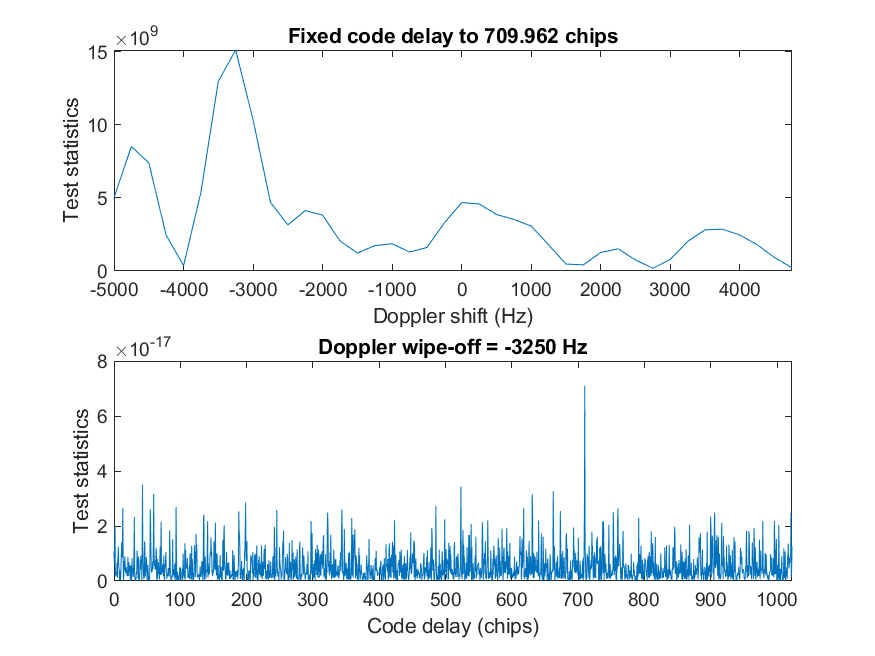 ×10^9
Fixed code delay to 709.962 chips
15
10
5
0
Test statistics
-5000 -4000 -3000 -2000 -1000 0 1000 2000 3000 4000
Doppler shift (Hz)
×10^-17
Doppler wipe-off = -3250 Hz
8
6
4
2
0
Test statistics
0 100 200 300 400 500 600 700 800 900 1000
Code delay (chips)